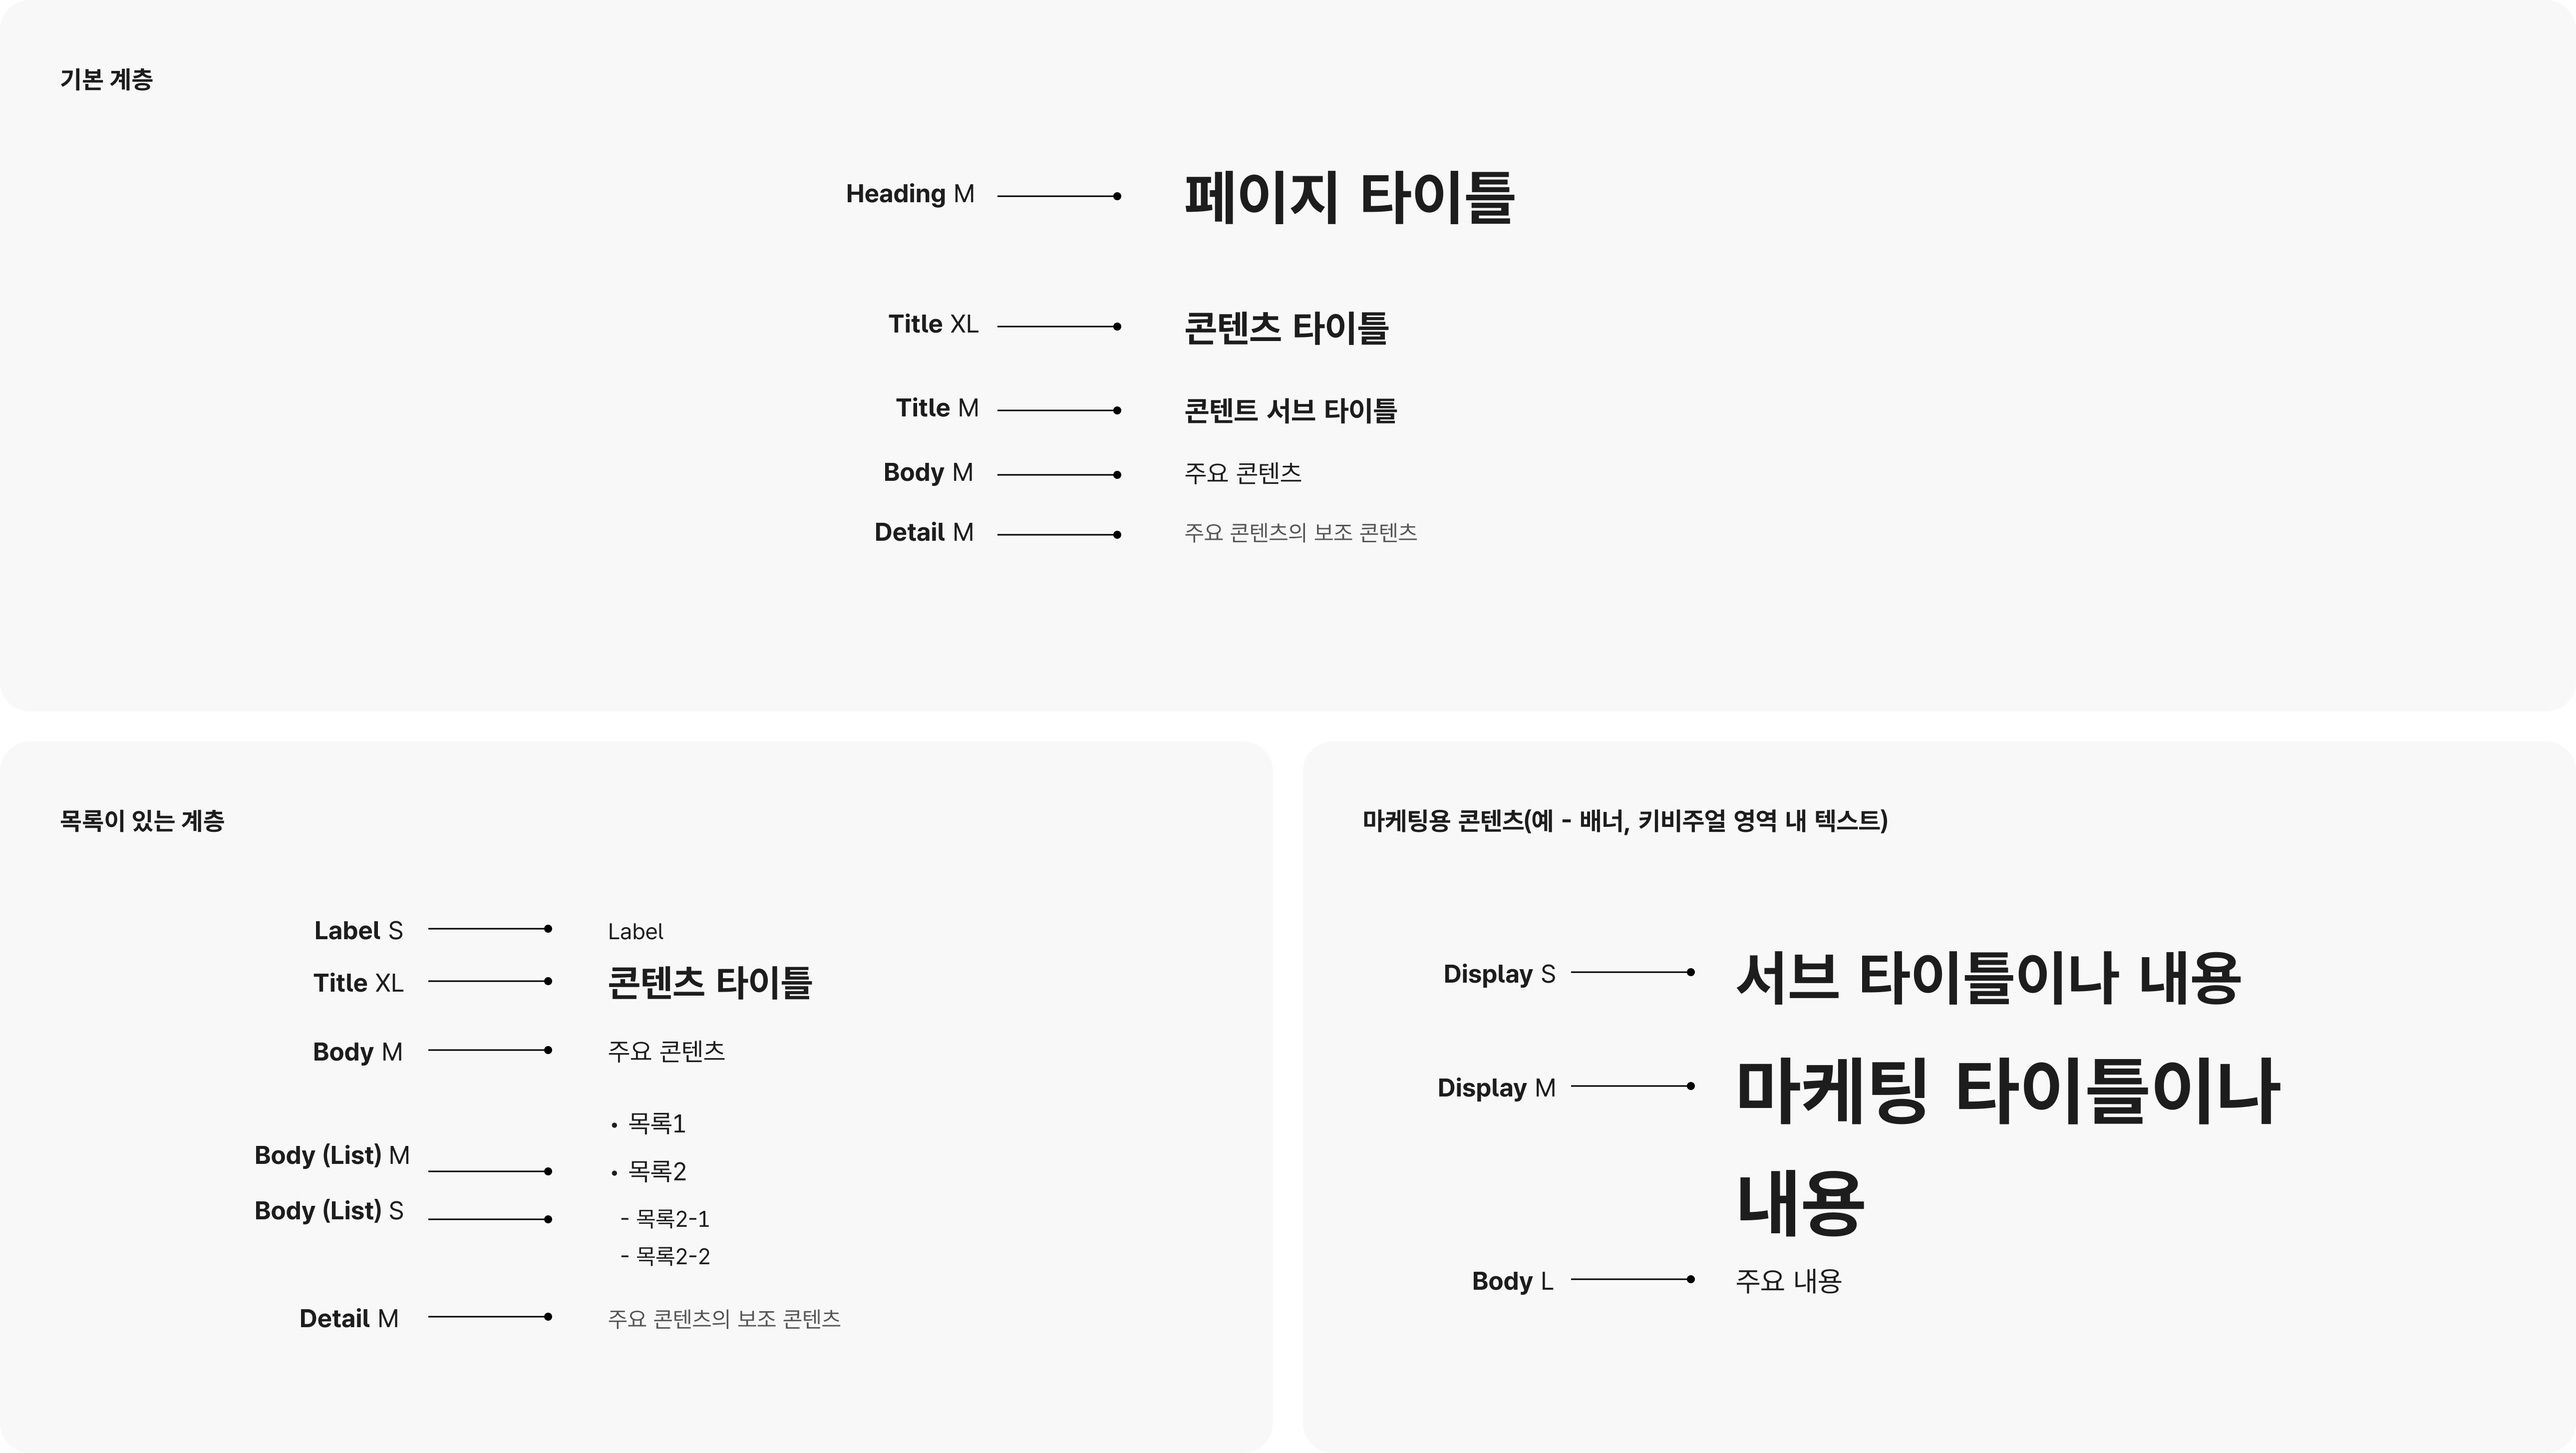 기본 계층
Heading M 페이지 타이틀
Title XL 콘텐츠 타이틀
Title M 콘텐트 서브 타이틀
Body M 주요 콘텐츠
Detail M 주요 콘텐츠의 보조 콘텐츠
목록이 있는 계층
Label S Label
Title XL 콘텐츠 타이틀
Body M 주요 콘텐츠
• 목록1
Body (List) M • 목록2
Body (List) S - 목록2-1
- 목록2-2
Detail M 주요 콘텐츠의 보조 콘텐츠
마케팅용 콘텐츠(예 - 배너, 키비주얼 영역 내 텍스트)
Display S 서브 타이틀이나 내용
Display M 마케팅 타이틀이나
내용
Body L 주요 내용